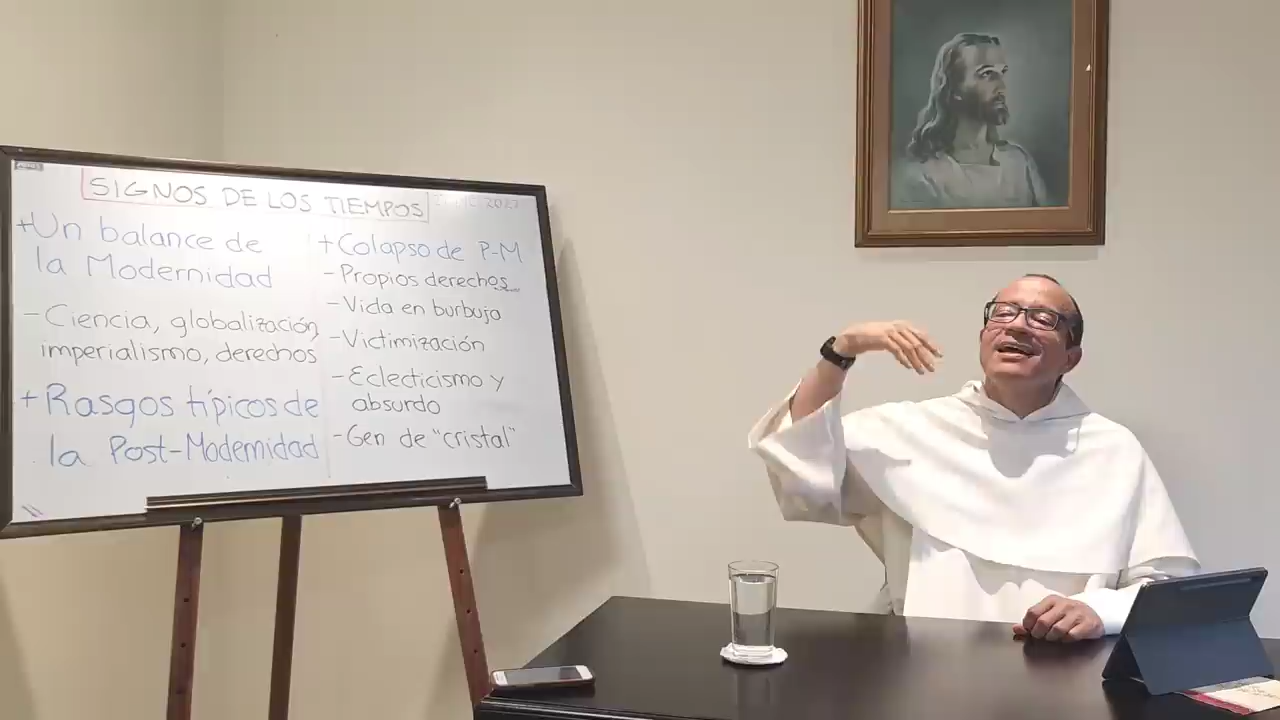 SIGNOS DE LOS TIEMPOS
+Un balance de
la Modernidad
- Ciencia, globalización,
imperialismo, derechos
+ Rasgos típicos de
la Post-Modernidad
+ Colapso de P-M
- Propios derechos
- Vida en burbuja
- Victimización
- Eclecticismo y
absurdo
- Gen de "cristal"